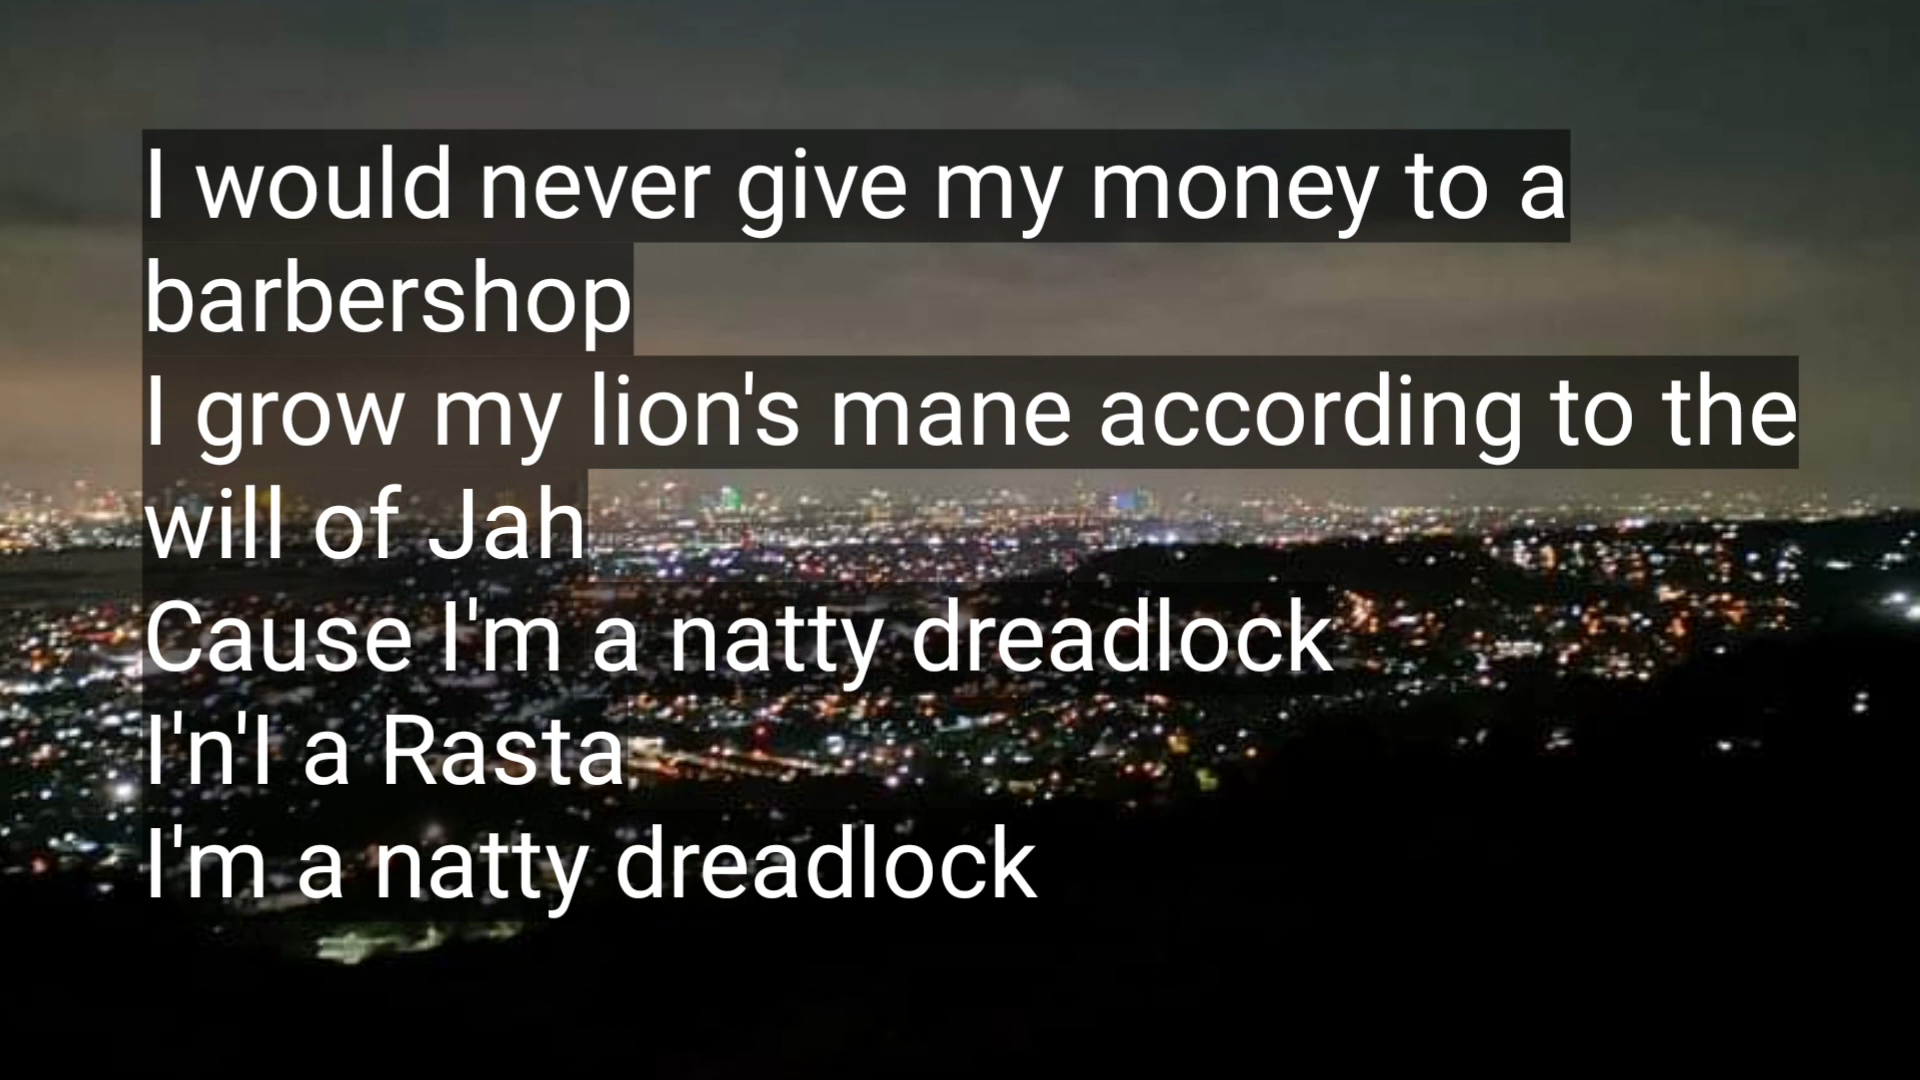 I would never give my money to a
barbershop
I grow my lion's mane according to the
will of Jah
Cause I'm a natty dreadlock
I'n'I a Rasta
I'm a natty dreadlock